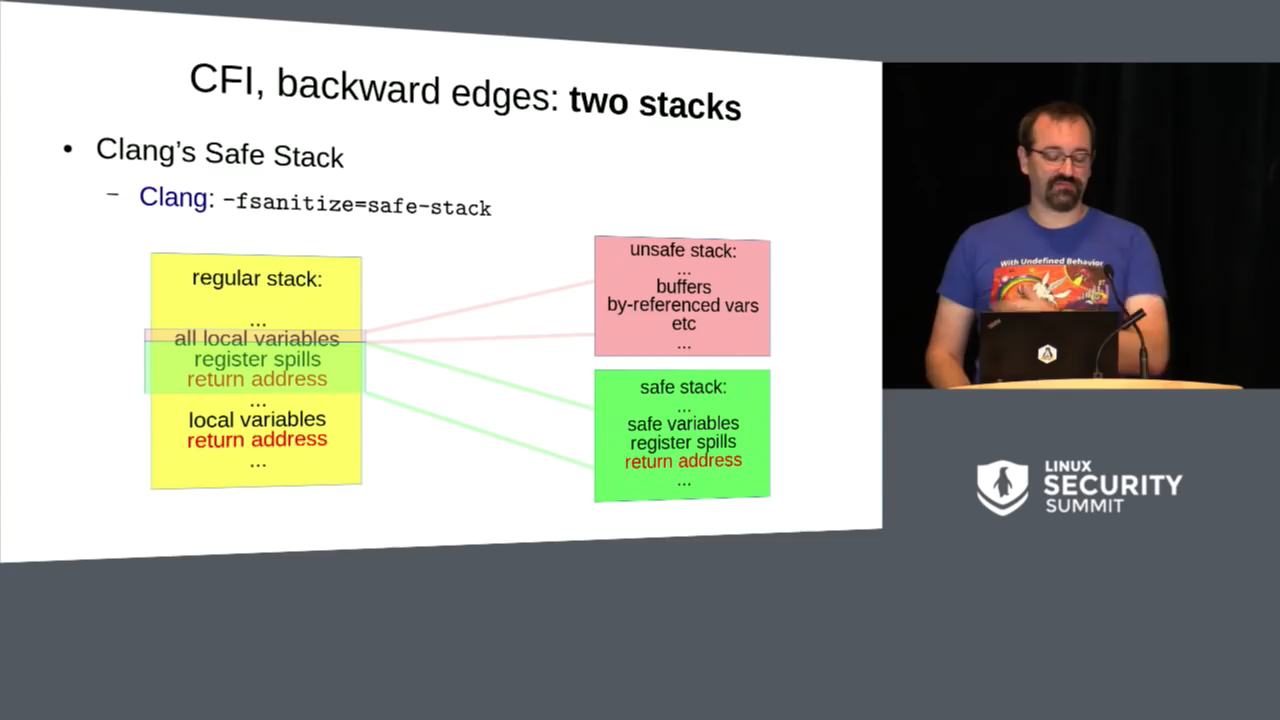 CFI, backward edges: two stacks
• Clang's Safe Stack
– Clang: -fsanitize=safe-stack
regular stack:
...
all local variables
register spills
return address
...
local variables
return address
...
unsafe stack:
...
buffers
by-referenced vars
etc
...
safe stack:
...
safe variables
register spills
return address
...
With Undefined Behavior
LINUX
SECURITY
SUMMIT